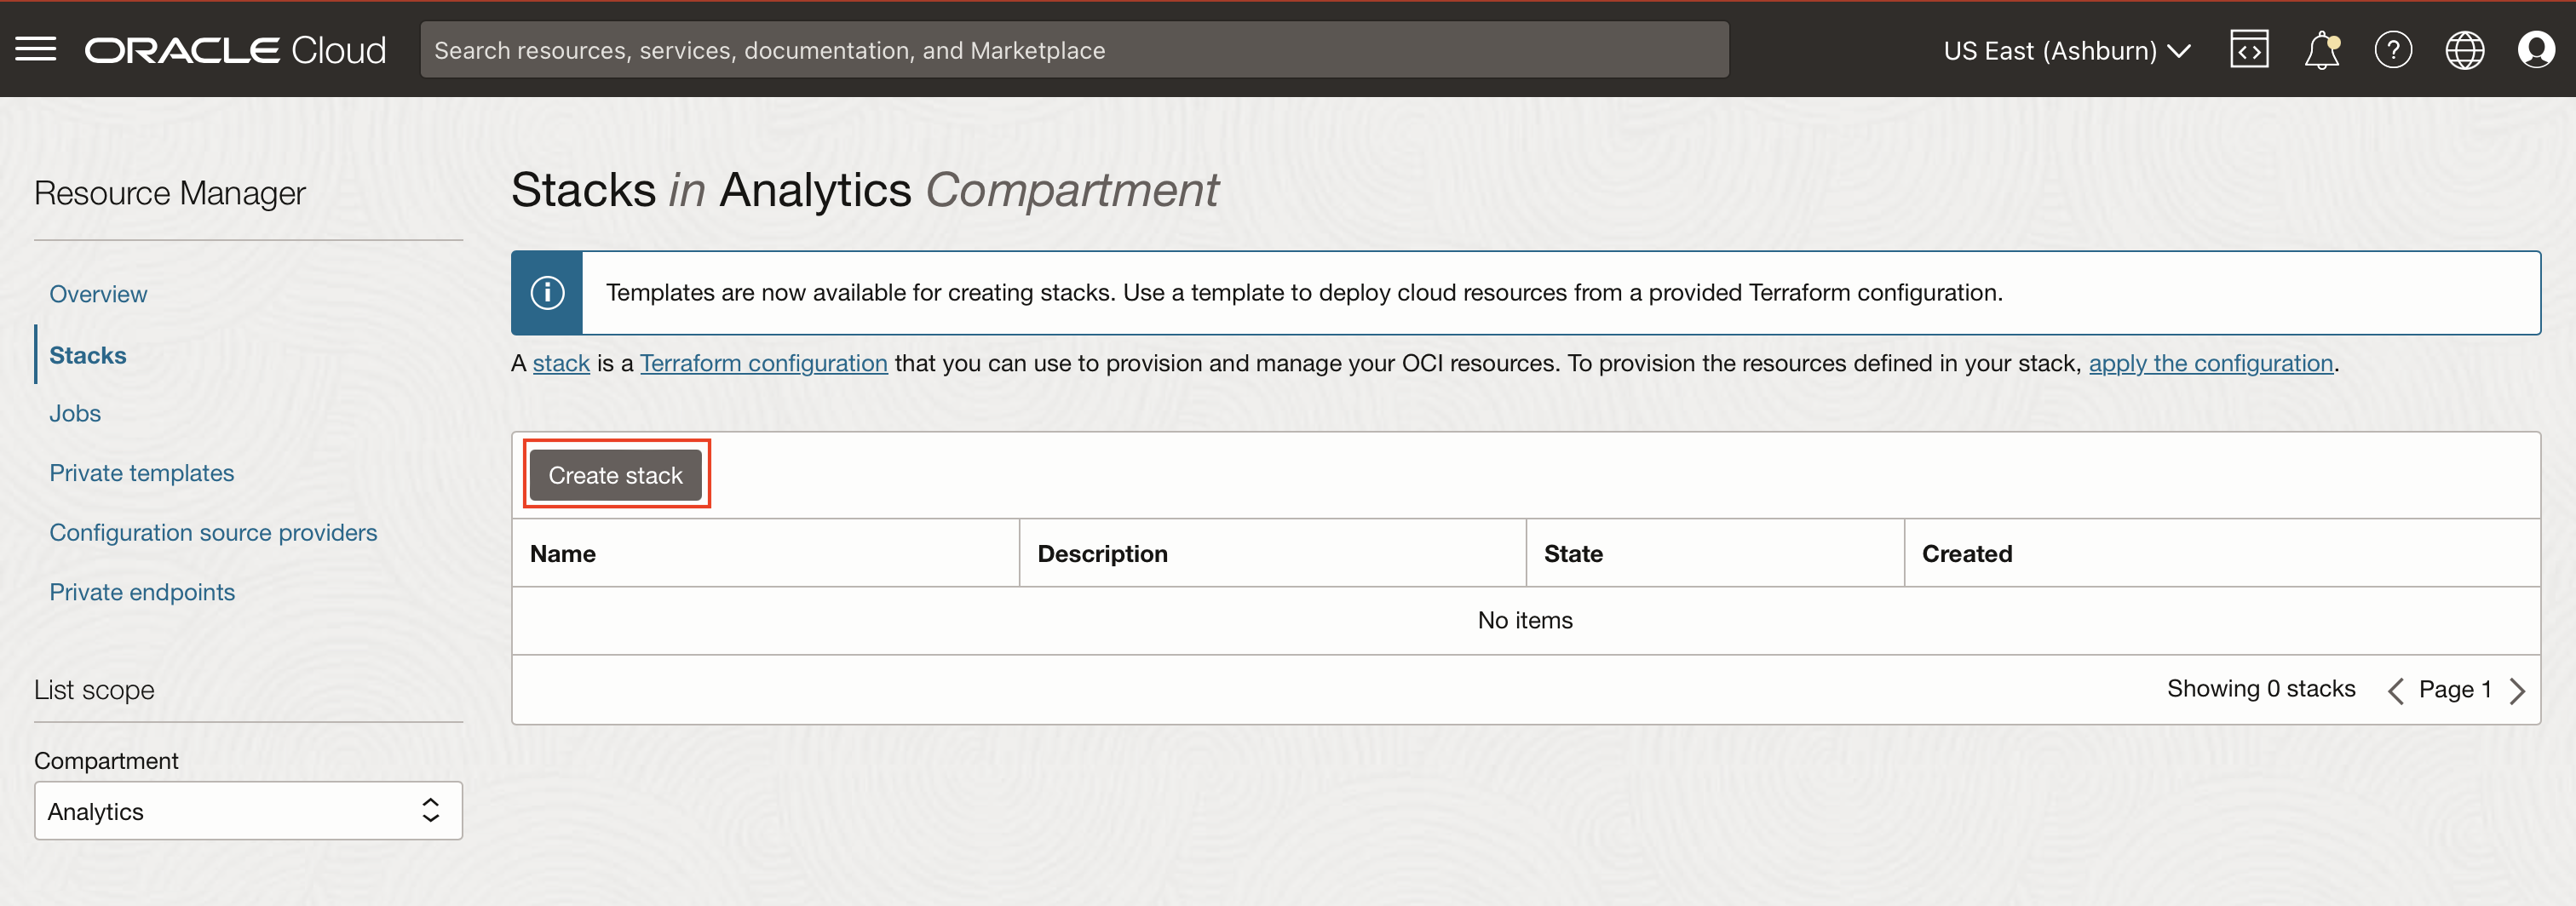 ORACLE Cloud
Search resources, services, documentation, and Marketplace
US East (Ashburn)
Resource Manager
Overview
Stacks
Jobs
Private templates
Configuration source providers
Private endpoints
List scope
Compartment
Analytics
Stacks in Analytics Compartment
Templates are now available for creating stacks. Use a template to deploy cloud resources from a provided Terraform configuration.
A stack is a Terraform configuration that you can use to provision and manage your OCI resources. To provision the resources defined in your stack, apply the configuration.
Create stack
Name Description State Created
No items
Showing 0 stacks Page 1